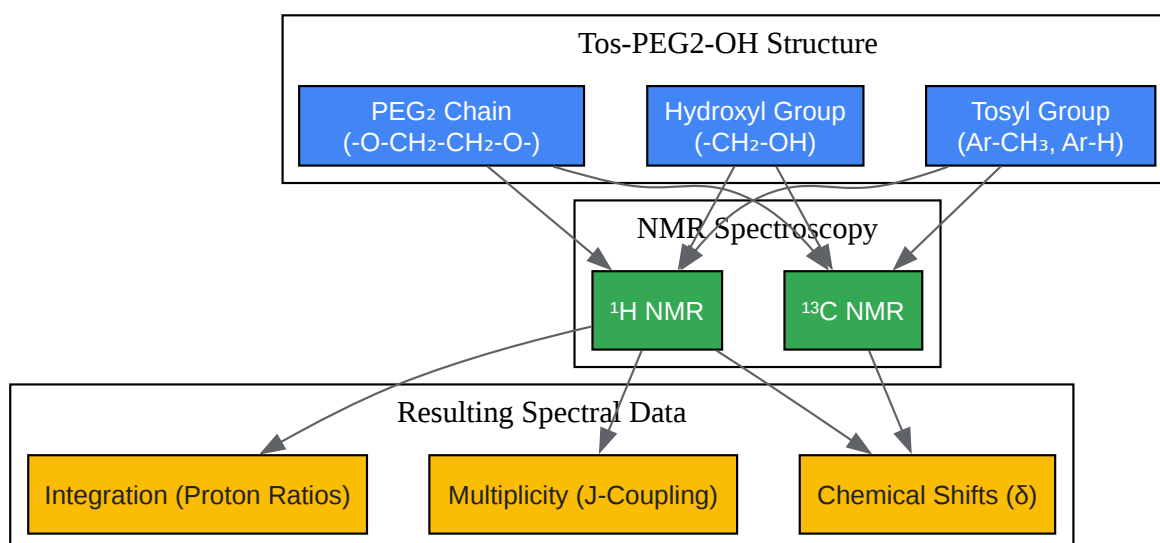 Tos-PEG2-OH Structure
PEG₂ Chain
(-O-CH₂-CH₂-O-)
Hydroxyl Group
(-CH₂-OH)
Tosyl Group
(Ar-CH₃, Ar-H)
NMR Spectroscopy
¹H NMR
¹³C NMR
Resulting Spectral Data
Integration (Proton Ratios)
Multiplicity (J-Coupling)
Chemical Shifts (δ)